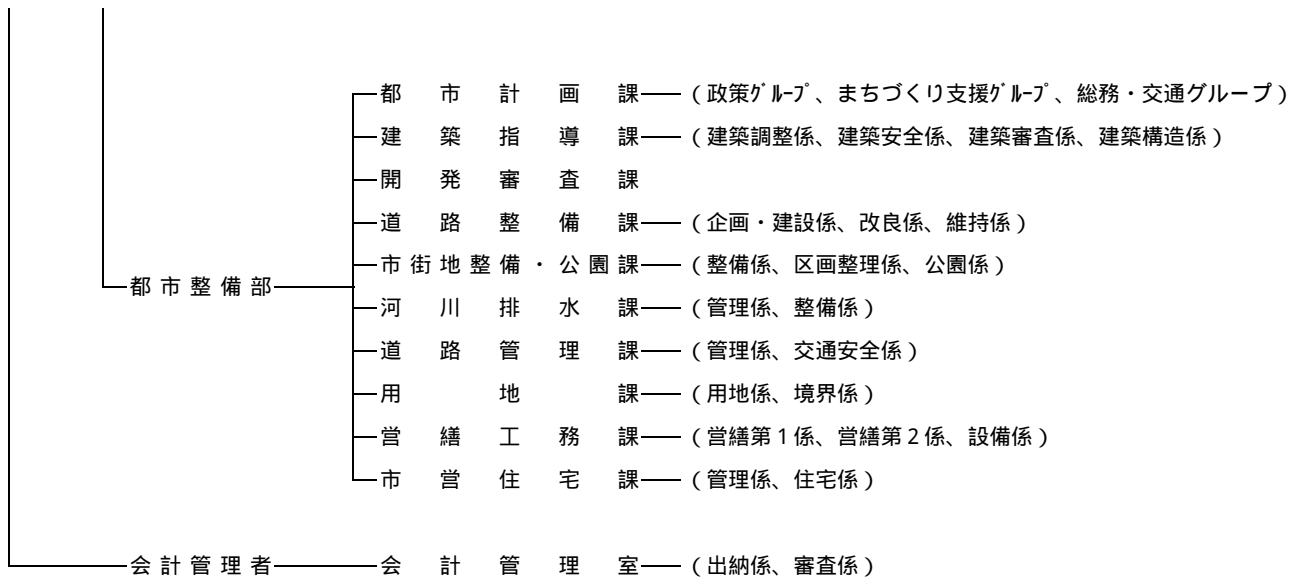 都市計画課（政策ｸﾞﾙｰﾌﾟ、まちづくり支援ｸﾞﾙｰﾌﾟ、総務・交通グループ）
建築指導課（建築調整係、建築安全係、建築審査係、建築構造係）
開発審査課
道路整備課（企画・建設係、改良係、維持係）
市街地整備・公園課（整備係、区画整理係、公園係）
都市整備部
河川排水課（管理係、整備係）
道路管理課（管理係、交通安全係）
用地課（用地係、境界係）
営繕工務課（営繕第１係、営繕第２係、設備係）
市営住宅課（管理係、住宅係）
会計管理者 会計管理室（出納係、審査係）